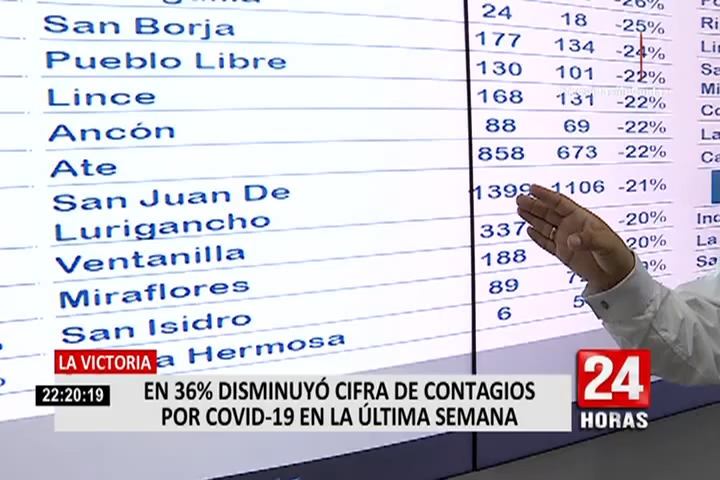 24 18 -25%
San Borja 177 134 -24%
Pueblo Libre 130 101 -22%
Lince 168 131 -22%
Ancón 88 69 -22%
Ate 858 673 -22%
San Juan De
Lurigancho 1399 1106 -21%
Ventanilla 337 -20%
Miraflores 188 -20%
San Isidro 89
Hermosa 6
LA VICTORIA
22:20:19
EN 36% DISMINUYÓ CIFRA DE CONTAGIOS
POR COVID-19 EN LA ÚLTIMA SEMANA
24
HORAS